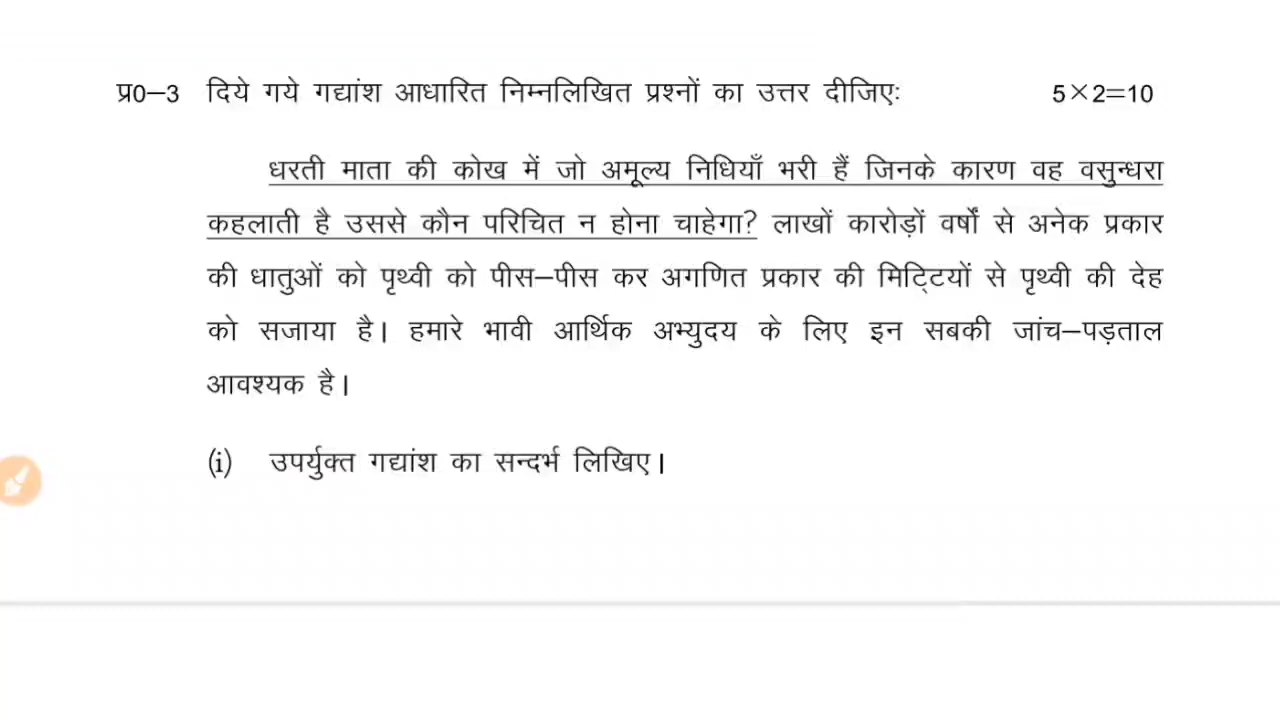 प्र0–3 दिये गये गद्यांश आधारित निम्नलिखित प्रश्नों का उत्तर दीजिएः 5×2=10
धरती माता की कोख में जो अमूल्य निधियाँ भरी हैं जिनके कारण वह वसुन्धरा
कहलाती है उससे कौन परिचित न होना चाहेगा? लाखों कारोड़ों वर्षों से अनेक प्रकार
की धातुओं को पृथ्वी को पीस–पीस कर अगणित प्रकार की मिट्टियों से पृथ्वी की देह
को सजाया है। हमारे भावी आर्थिक अभ्युदय के लिए इन सबकी जांच–पड़ताल
आवश्यक है।
(i) उपर्युक्त गद्यांश का सन्दर्भ लिखिए।